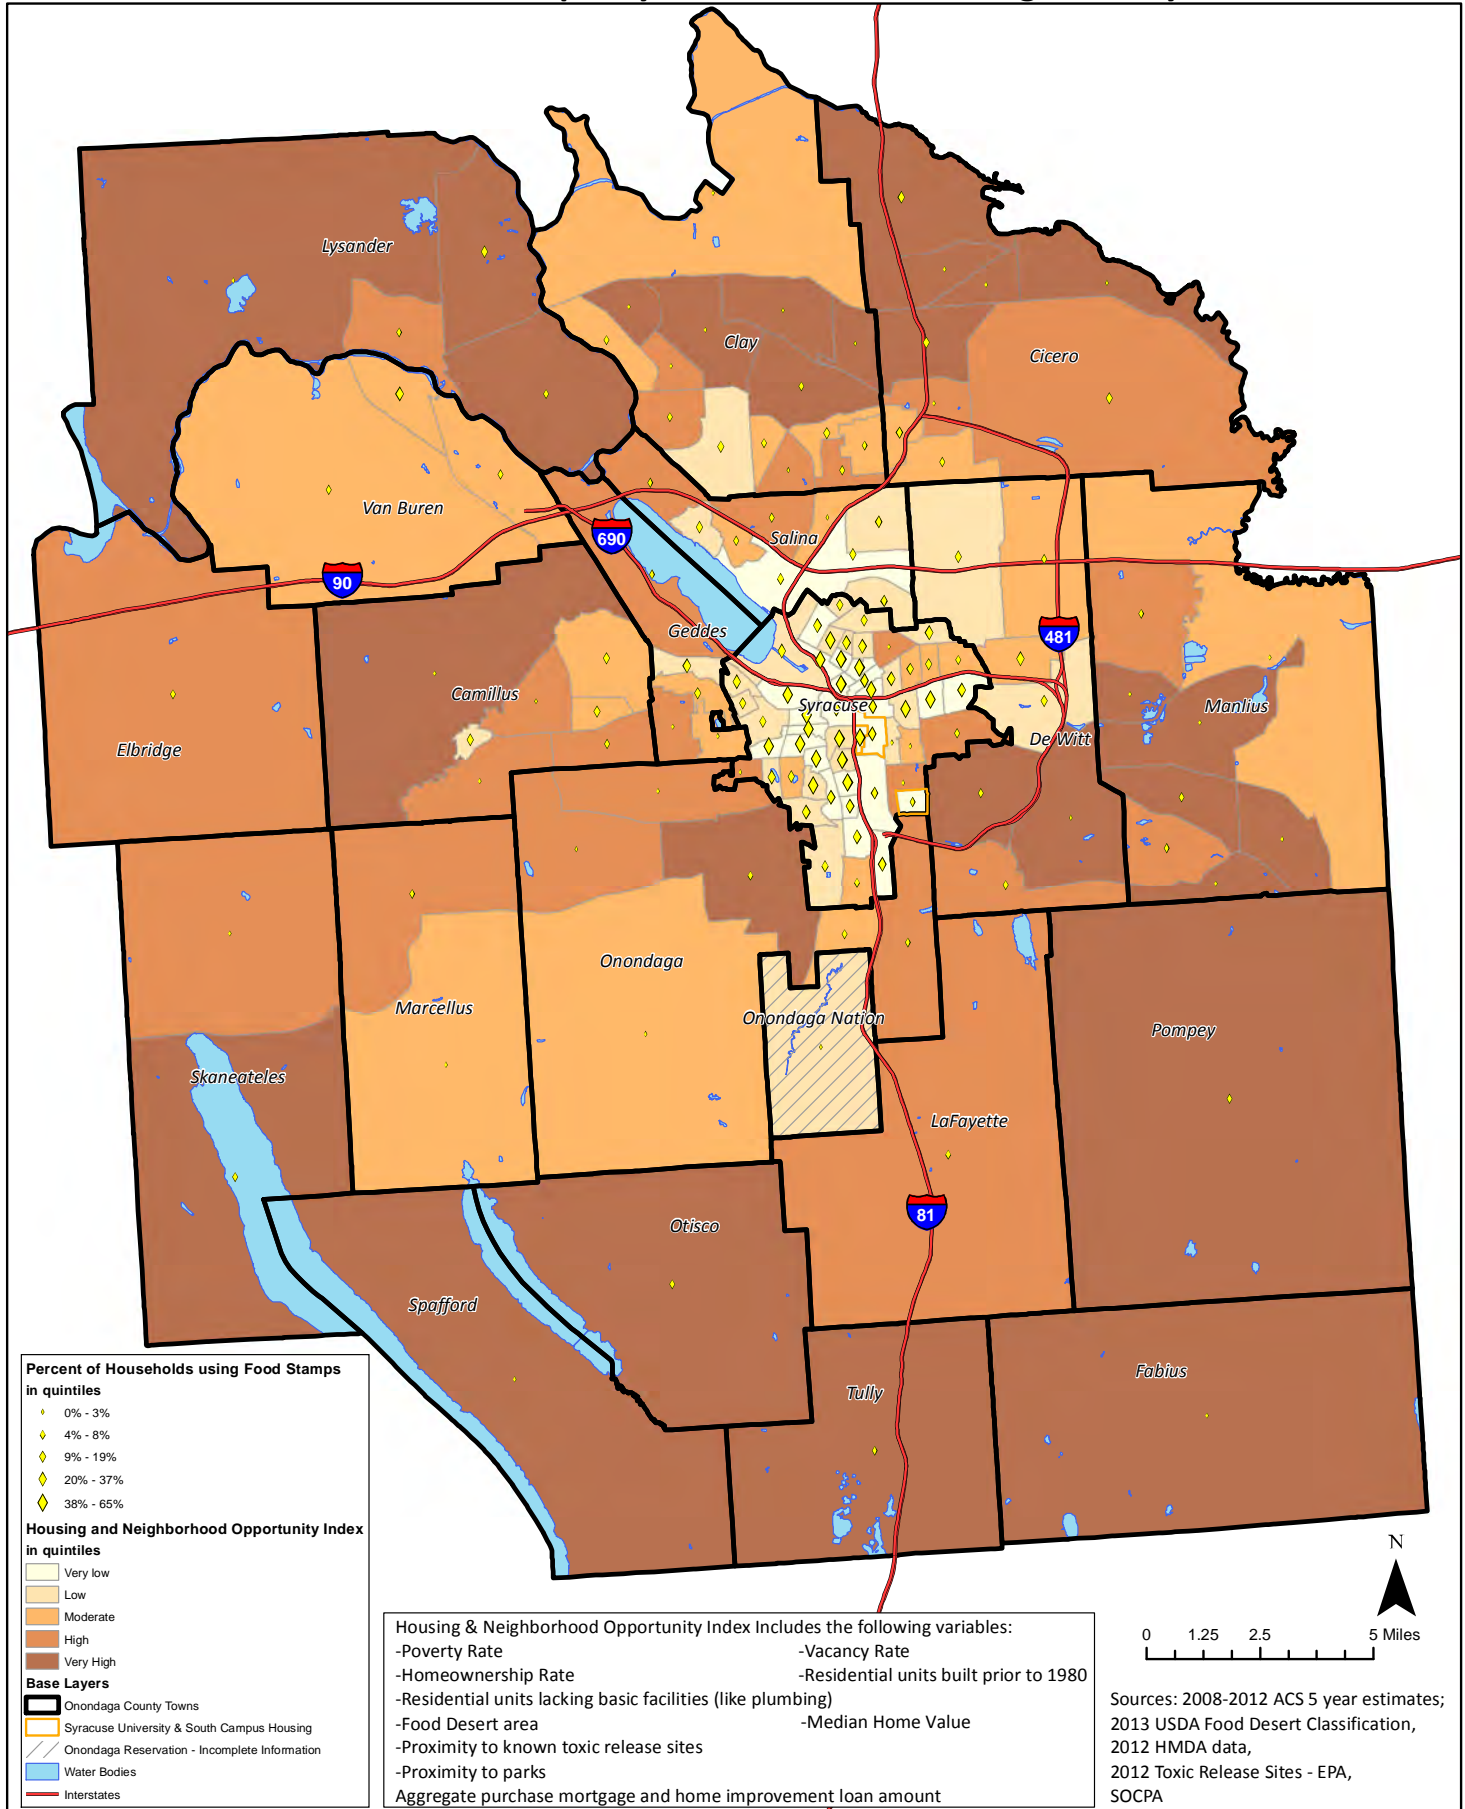 Lysander
Clay
Cicero
Van Buren
Salina
690
90
Geddes
481
Camillus
Syracuse
Manlius
Elbridge
De Witt
Onondaga
Marcellus
Onondaga Nation
Pompey
Skaneateles
LaFayette
81
Otisco
Spafford
Fabius
Tully
Percent of Households using Food Stamps
in quintiles
0% - 3%
4% - 8%
9% - 19%
20% - 37%
38% - 65%
Housing and Neighborhood Opportunity Index
in quintiles
Very low
Low
Moderate
High
Very High
Base Layers
Onondaga County Towns
Syracuse University & South Campus Housing
Onondaga Reservation - Incomplete Information
Water Bodies
Interstates
Housing & Neighborhood Opportunity Index Includes the following variables:
-Poverty Rate -Vacancy Rate
-Homeownership Rate -Residential units built prior to 1980
-Residential units lacking basic facilities (like plumbing)
-Food Desert area -Median Home Value
-Proximity to known toxic release sites
-Proximity to parks
Aggregate purchase mortgage and home improvement loan amount
N
0 1.25 2.5 5 Miles
Sources: 2008-2012 ACS 5 year estimates;
2013 USDA Food Desert Classification,
2012 HMDA data,
2012 Toxic Release Sites - EPA,
SOCPA